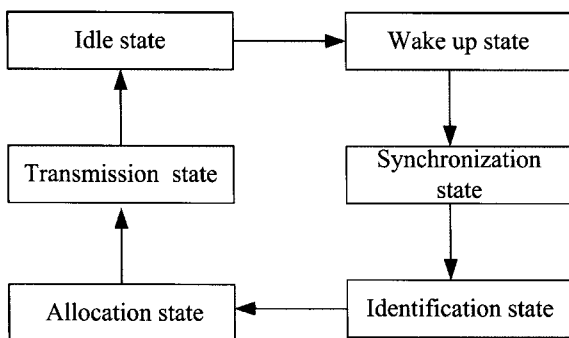 Idle state
Wake up state
Transmission state
Synchronization
state
Allocation state
Identification state